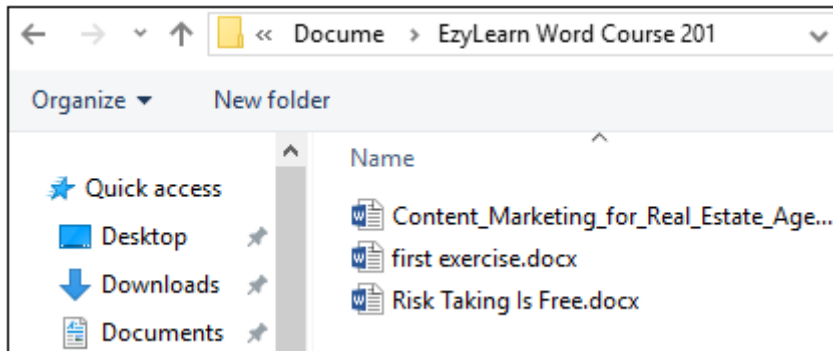 « Docume > EzyLearn Word Course 201
Organize New folder
Name
Quick access
Desktop
Downloads
Documents
Content_Marketing_for_Real_Estate_Age...
first exercise.docx
Risk Taking Is Free.docx